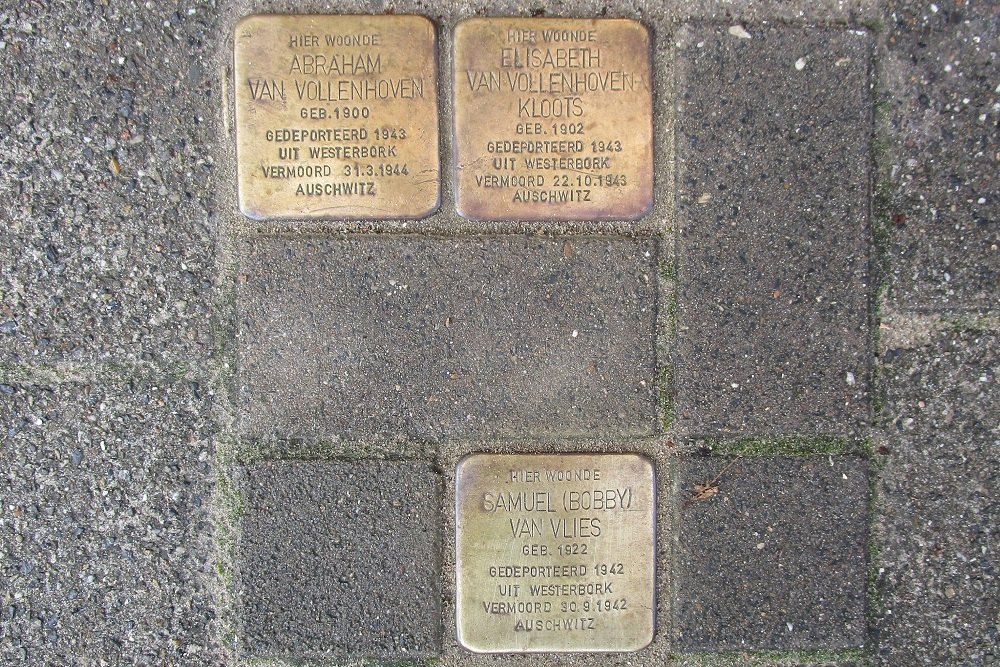 HIER WOONDE
ABRAHAM
VAN VOLLENHOVEN
GEB. 1900
GEDEPORTEERD 1943
UIT WESTERBORK
VERMOORD 31.3.1944
AUSCHWITZ
HIER WOONDE
ELISABETH
VAN VOLLENHOVEN-
KLOOTS
GEB. 1902
GEDEPORTEERD 1943
UIT WESTERBORK
VERMOORD 22.10.1943
AUSCHWITZ
HIER WOONDE
SAMUEL (BOBBY)
VAN VLIES
GEB. 1922
GEDEPORTEERD 1942
UIT WESTERBORK
VERMOORD 30.9.1942
AUSCHWITZ